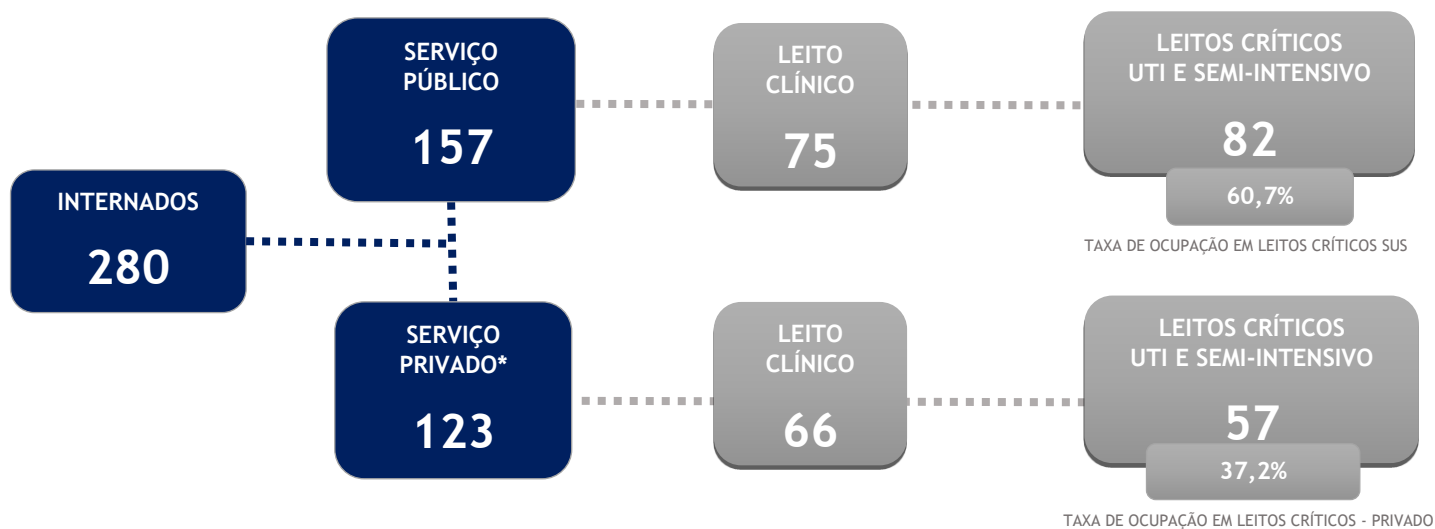 INTERNADOS
280
SERVIÇO
PÚBLICO
157
LEITO
CLÍNICO
75
LEITOS CRÍTICOS
UTI E SEMI-INTENSIVO
82
60,7%
TAXA DE OCUPAÇÃO EM LEITOS CRÍTICOS SUS
SERVIÇO
PRIVADO*
123
LEITO
CLÍNICO
66
LEITOS CRÍTICOS
UTI E SEMI-INTENSIVO
57
37,2%
TAXA DE OCUPAÇÃO EM LEITOS CRÍTICOS - PRIVADO